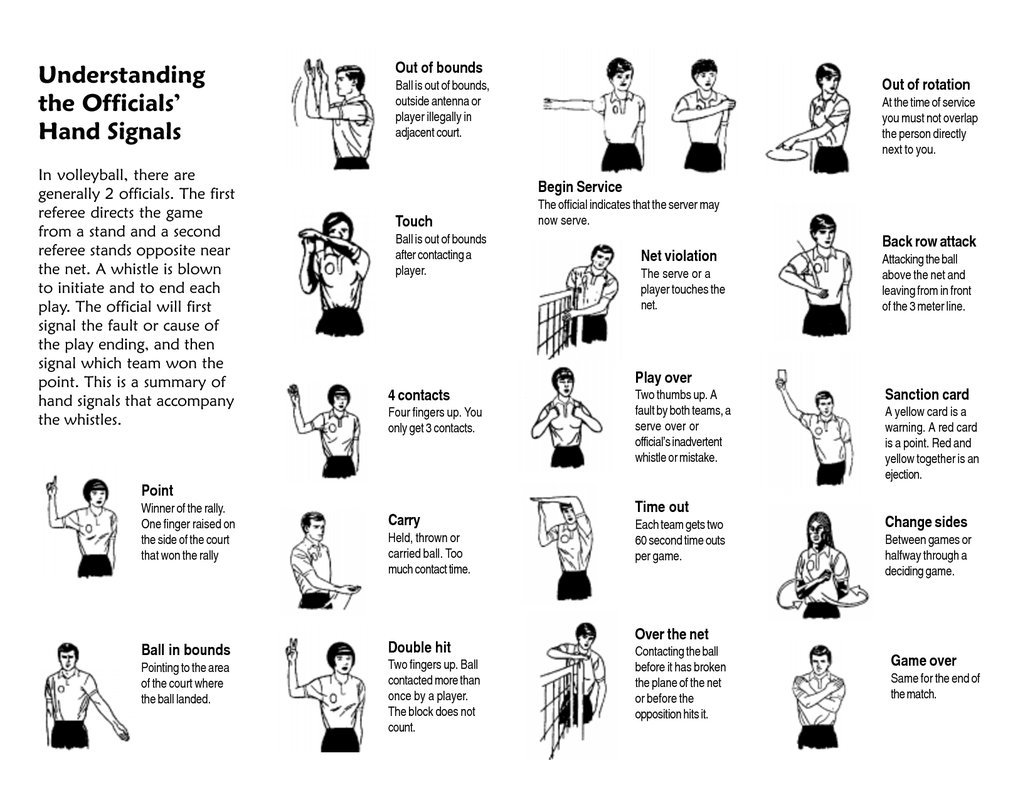 Understanding
the Officials'
Hand Signals
In volleyball, there are
generally 2 officials. The first
referee directs the game
from a stand and a second
referee stands opposite near
the net. A whistle is blown
to initiate and to end each
play. The official will first
signal the fault or cause of
the play ending, and then
signal which team won the
point. This is a summary of
hand signals that accompany
the whistles.
Point
Winner of the rally.
One finger raised on
the side of the court
that won the rally
Ball in bounds
Pointing to the area
of the court where
the ball landed.
Out of bounds
Ball is out of bounds,
outside antenna or
player illegally in
adjacent court.
Touch
Ball is out of bounds
after contacting a
player.
4 contacts
Four fingers up. You
only get 3 contacts.
Carry
Held, thrown or
carried ball. Too
much contact time.
Double hit
Two fingers up. Ball
contacted more than
once by a player.
The block does not
count.
Begin Service
The official indicates that the server may
now serve.
Net violation
The serve or a
player touches the
net.
Play over
Two thumbs up. A
fault by both teams, a
serve over or
official's inadvertent
whistle or mistake.
Time out
Each team gets two
60 second time outs
per game.
Over the net
Contacting the ball
before it has broken
the plane of the net
or before the
opposition hits it.
Out of rotation
At the time of service
you must not overlap
the person directly
next to you.
Back row attack
Attacking the ball
above the net and
leaving from in front
of the 3 meter line.
Sanction card
A yellow card is a
warning. A red card
is a point. Red and
yellow together is an
ejection.
Change sides
Between games or
halfway through a
deciding game.
Game over
Same for the end of
the match.